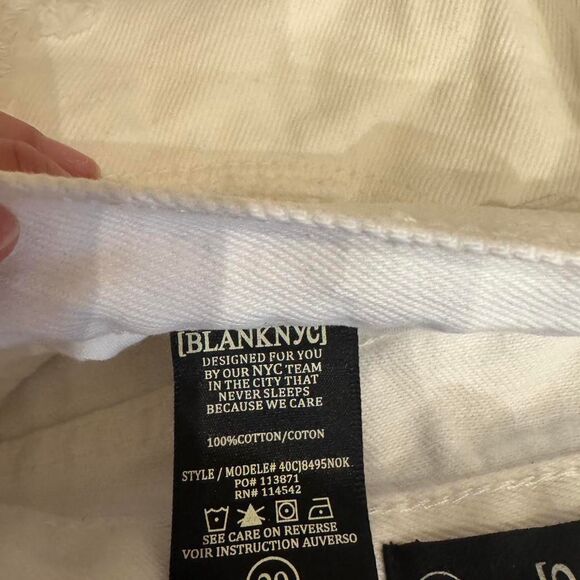 [BLANKNYC]
DESIGNED FOR YOU
BY OUR NYC TEAM
IN THE CITY THAT
NEVER SLEEPS
BECAUSE WE CARE
100%COTTON/COTON
STYLE / MODELE# 40CJ8495NOK
PO# 113871
RN# 114542
SEE CARE ON REVERSE
VOIR INSTRUCTION AUVERSO